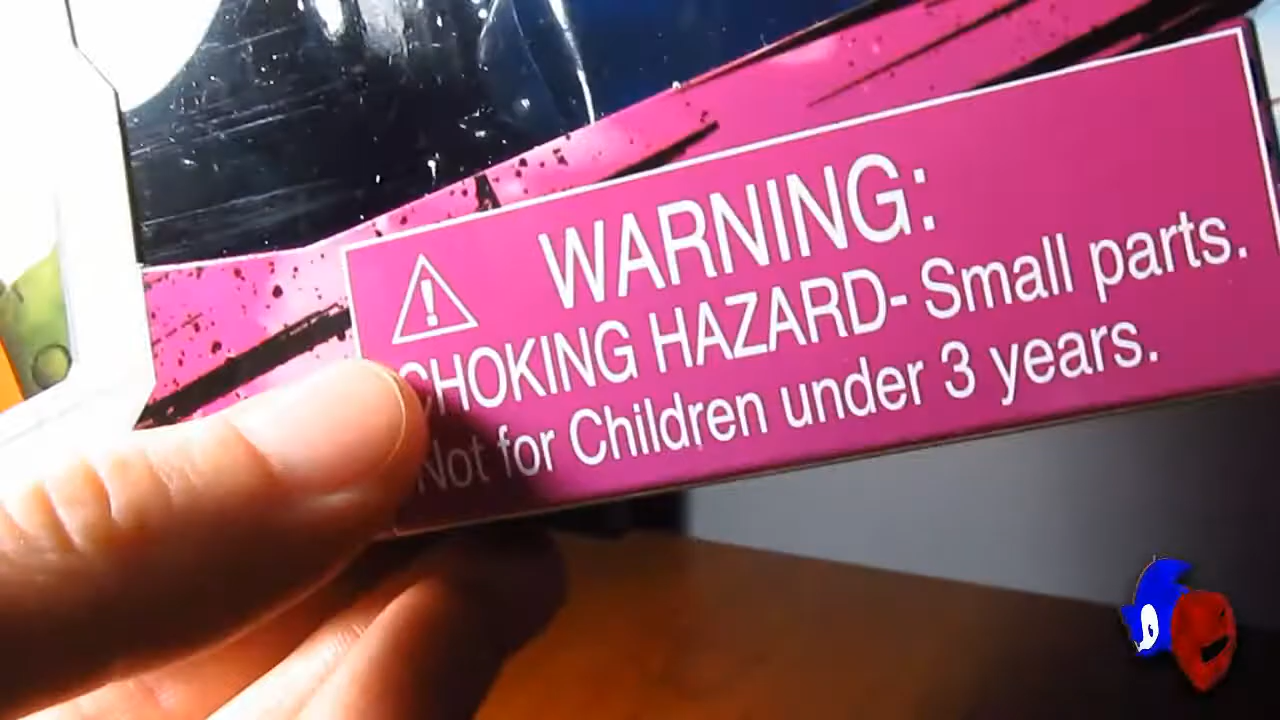 WARNING:
CHOKING HAZARD- Small parts.
Not for Children under 3 years.